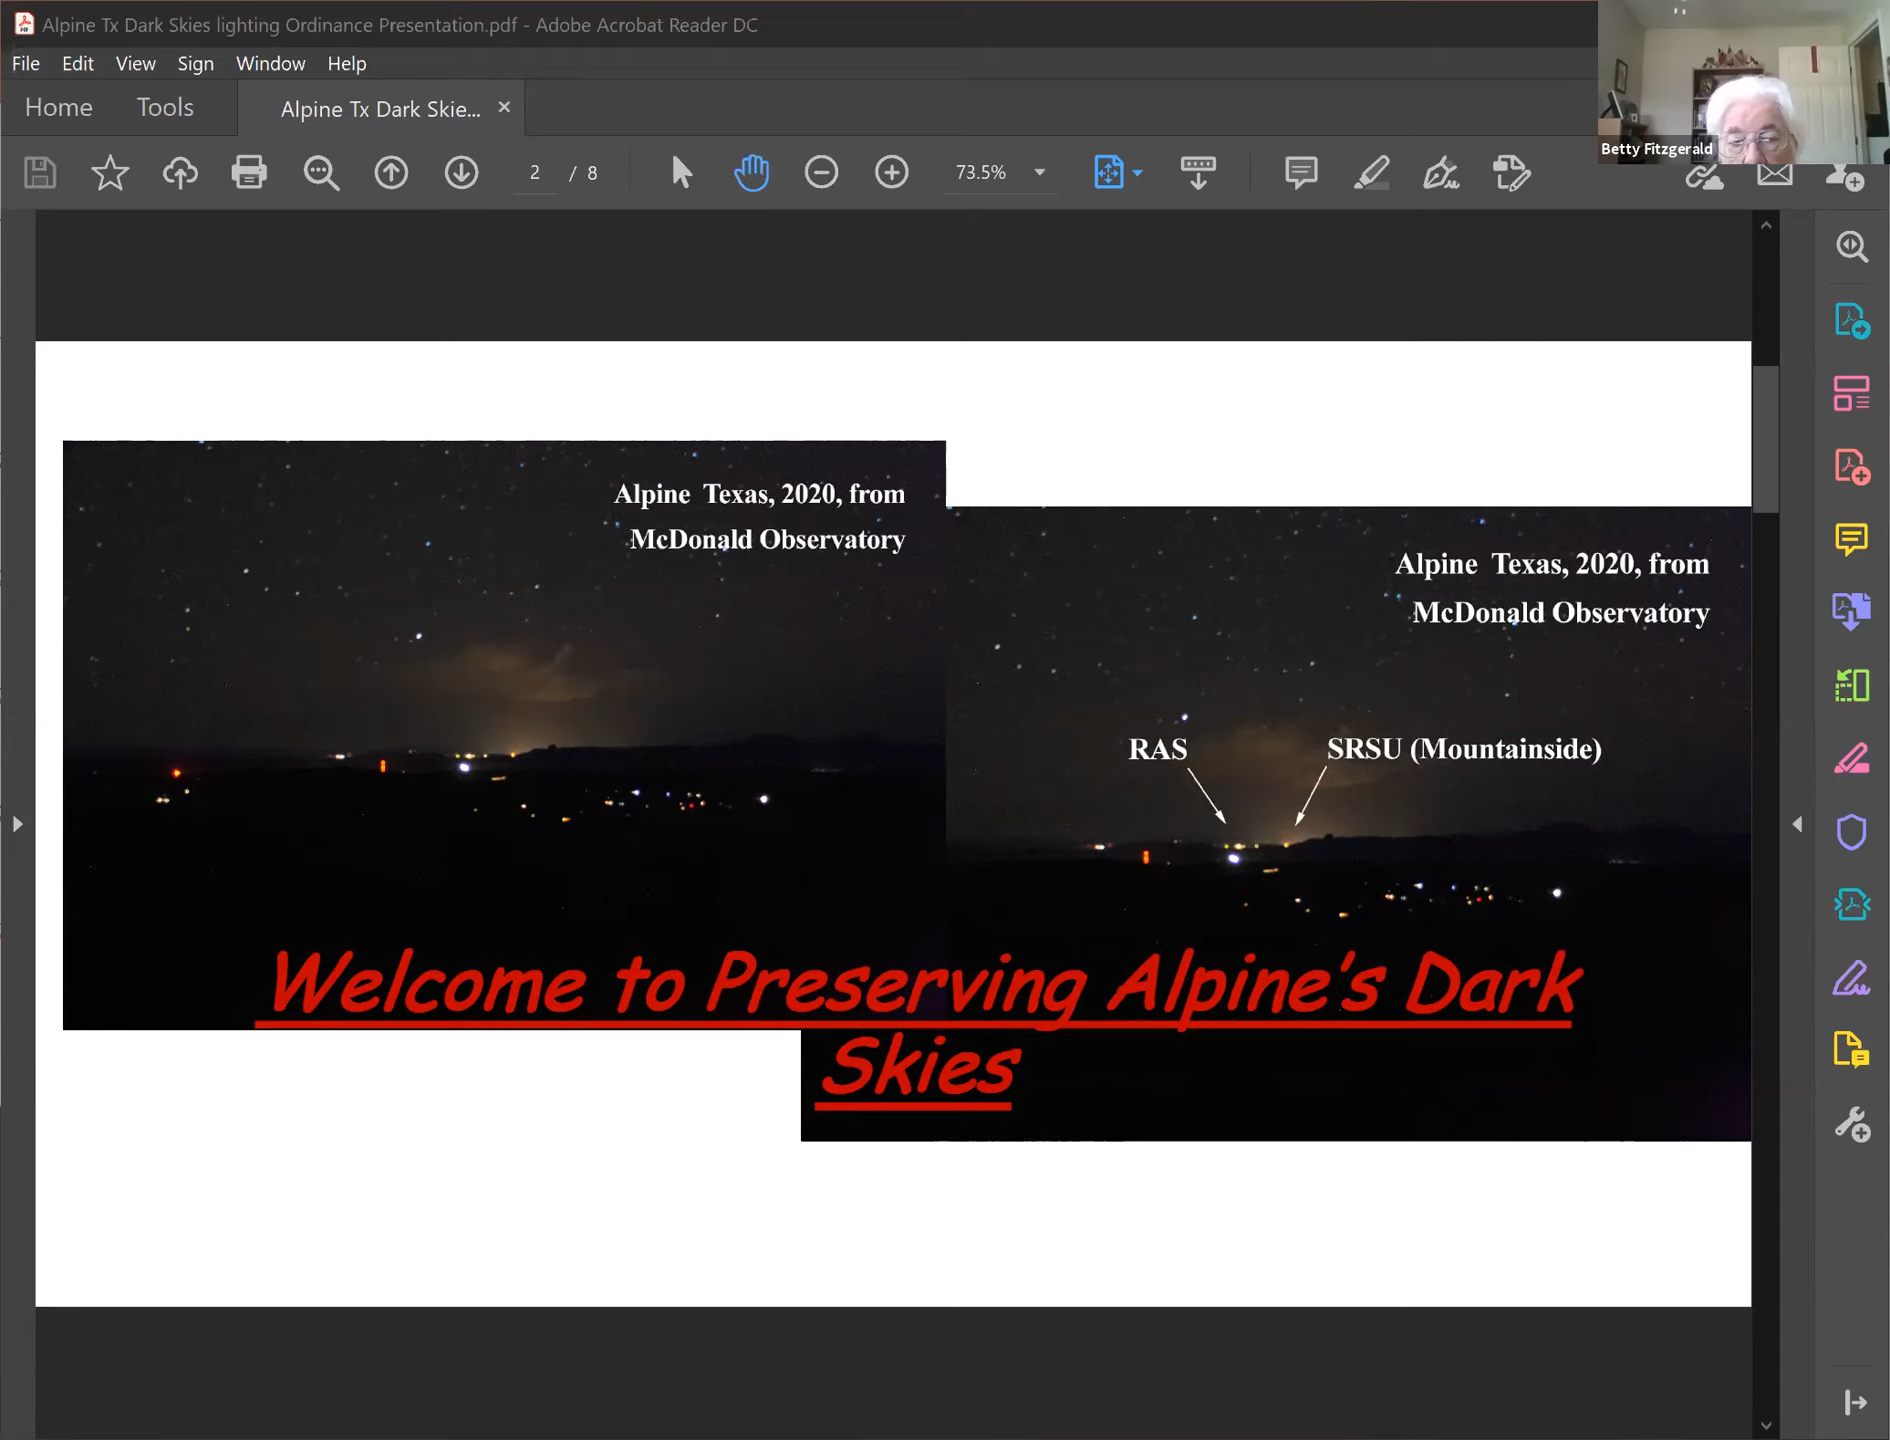 Alpine Tx Dark Skies lighting Ordinance Presentation.pdf - Adobe Acrobat Reader DC
File Edit View Sign Window Help
Home Tools Alpine Tx Dark Skie... ×
2 / 8 73.5%
Betty Fitzgerald
Alpine Texas, 2020, from
McDonald Observatory
Alpine Texas, 2020, from
McDonald Observatory
RAS SRSU (Mountainside)
Welcome to Preserving Alpine's Dark
Skies